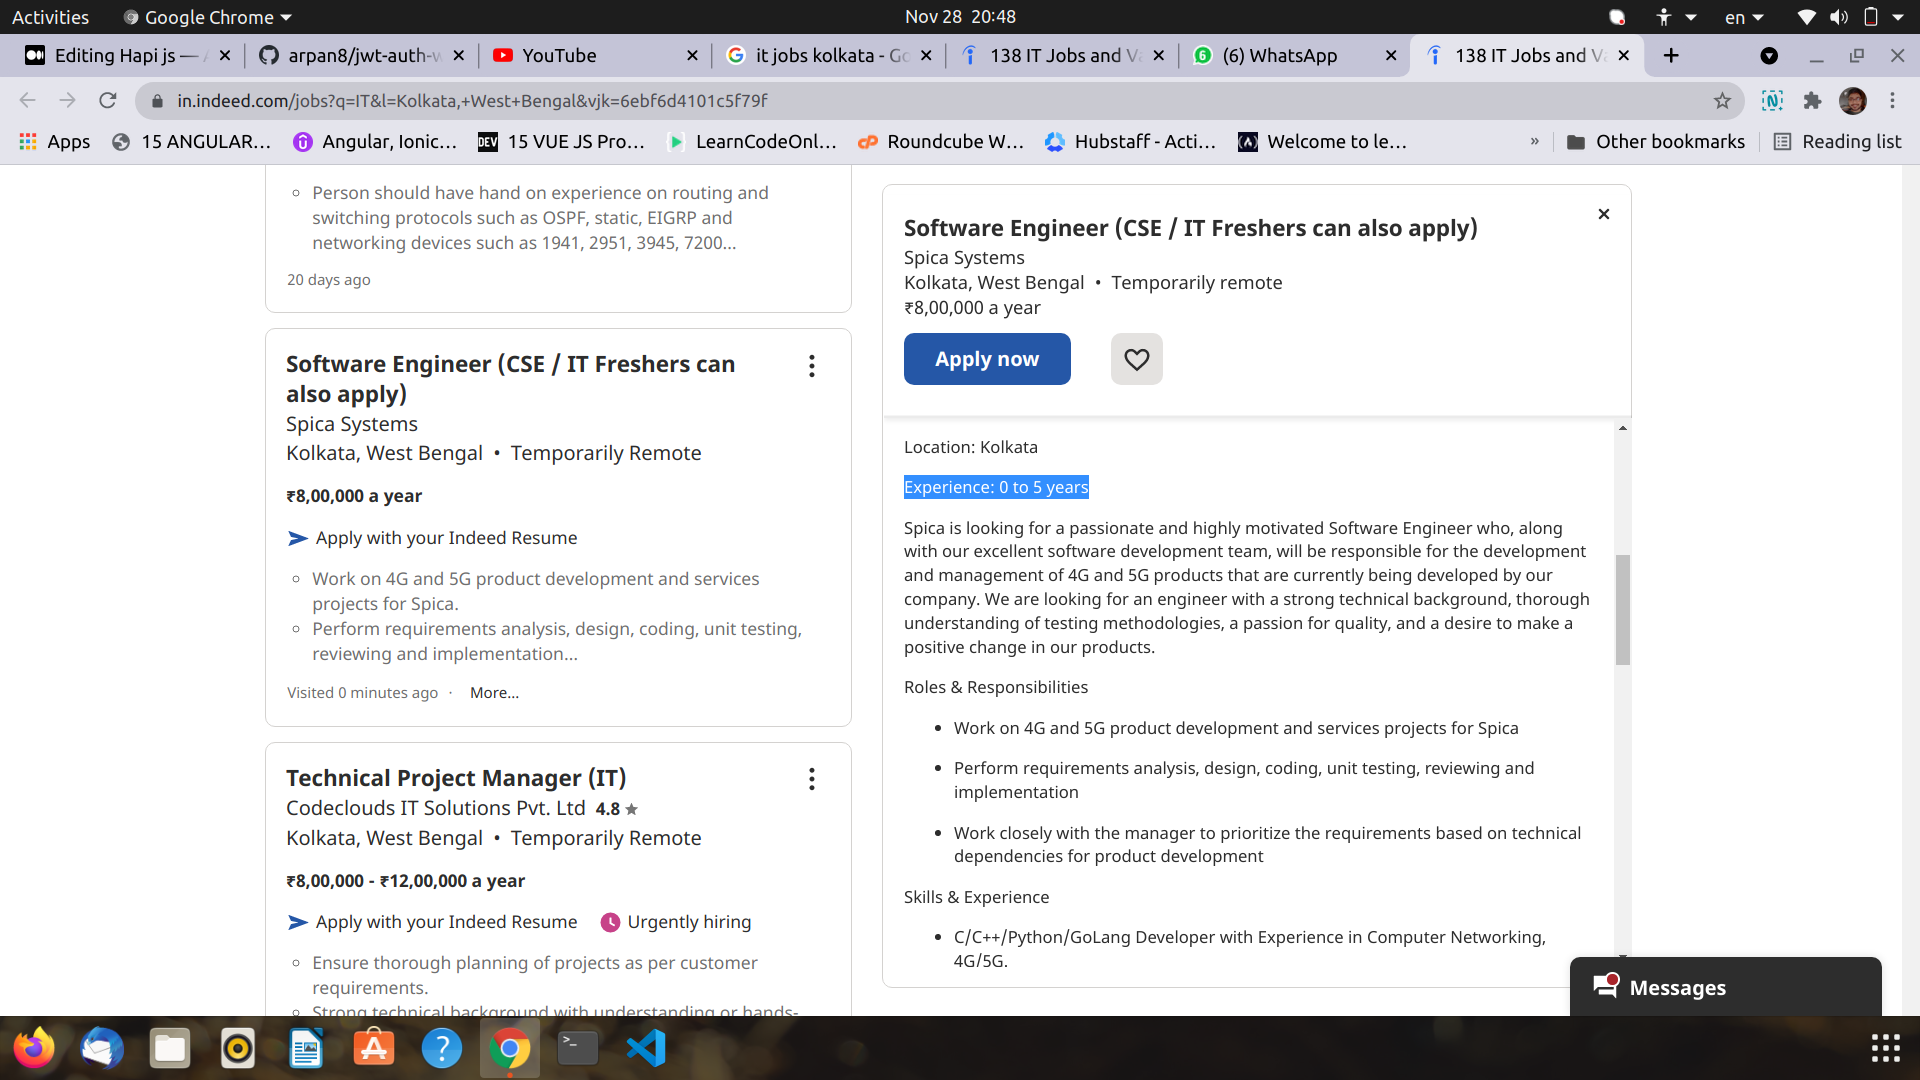 Activities
Google Chrome
Nov 28 20:48
en
Editing Hapi js —
arpan8/jwt-auth-w
YouTube
it jobs kolkata - Go
138 IT Jobs and Va
(6) WhatsApp
138 IT Jobs and Va
in.indeed.com/jobs?q=IT&l=Kolkata,+West+Bengal&vjk=6ebf6d4101c5f79f
Apps
15 ANGULAR...
Angular, Ionic...
DEV
15 VUE JS Pro...
LearnCodeOnl...
Roundcube W...
Hubstaff - Acti...
Welcome to le...
»
Other bookmarks
Reading list
Person should have hand on experience on routing and
switching protocols such as OSPF, static, EIGRP and
networking devices such as 1941, 2951, 3945, 7200...
20 days ago
Software Engineer (CSE / IT Freshers can
also apply)
Spica Systems
Kolkata, West Bengal • Temporarily Remote
₹8,00,000 a year
Apply with your Indeed Resume
Work on 4G and 5G product development and services
projects for Spica.
Perform requirements analysis, design, coding, unit testing,
reviewing and implementation...
Visited 0 minutes ago · More...
Technical Project Manager (IT)
Codeclouds IT Solutions Pvt. Ltd 4.8
Kolkata, West Bengal • Temporarily Remote
₹8,00,000 - ₹12,00,000 a year
Apply with your Indeed Resume
Urgently hiring
Ensure thorough planning of projects as per customer
requirements.
Strong technical background with understanding or hands-
Software Engineer (CSE / IT Freshers can also apply)
Spica Systems
Kolkata, West Bengal • Temporarily remote
₹8,00,000 a year
Apply now
Location: Kolkata
Experience: 0 to 5 years
Spica is looking for a passionate and highly motivated Software Engineer who, along
with our excellent software development team, will be responsible for the development
and management of 4G and 5G products that are currently being developed by our
company. We are looking for an engineer with a strong technical background, thorough
understanding of testing methodologies, a passion for quality, and a desire to make a
positive change in our products.
Roles & Responsibilities
Work on 4G and 5G product development and services projects for Spica
Perform requirements analysis, design, coding, unit testing, reviewing and
implementation
Work closely with the manager to prioritize the requirements based on technical
dependencies for product development
Skills & Experience
C/C++/Python/GoLang Developer with Experience in Computer Networking,
4G/5G.
Messages